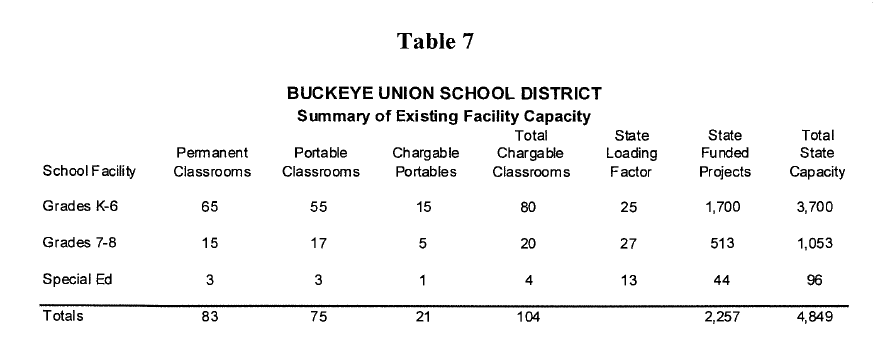 Table 7
BUCKEYE UNION SCHOOL DISTRICT
Summary of Existing Facility Capacity
Total State State Total
Permanent Portable Chargable Chargable Loading Funded State
School Facility Classrooms Classrooms Portables Classrooms Factor Projects Capacity
Grades K-6 65 55 15 80 25 1,700 3,700
Grades 7-8 15 17 5 20 27 513 1,053
Special Ed 3 3 1 4 13 44 96
Totals 83 75 21 104 2,257 4,849